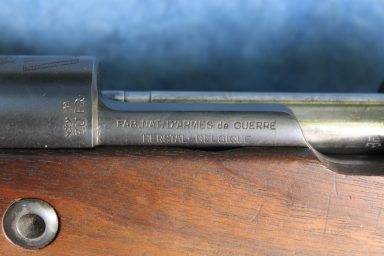 FAB. NAT. D'ARMES de GUERRE
HERSTAL-BELGIQUE